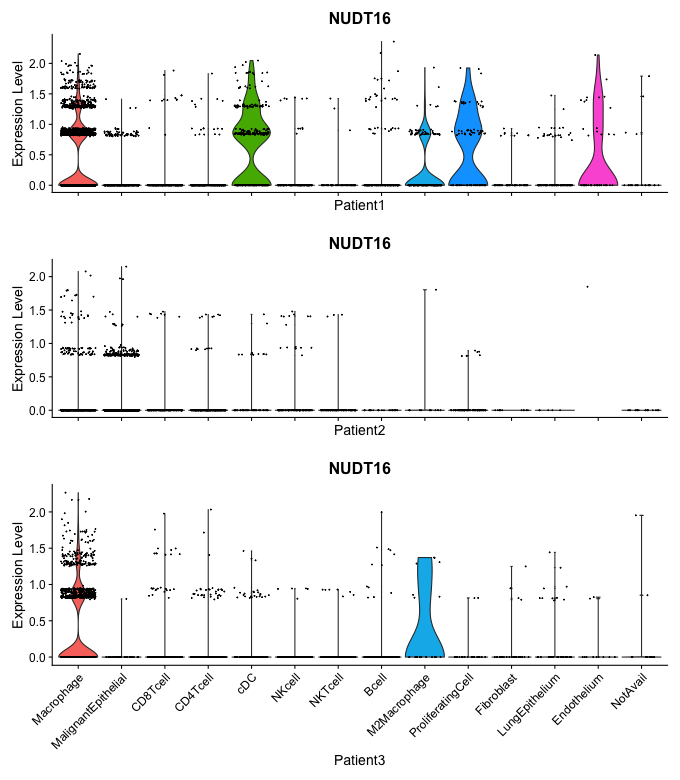 NUDT16
Expression Level
2.0
1.5
1.0
0.5
0.0
Patient1
NUDT16
Expression Level
2.0
1.5
1.0
0.5
0.0
Patient2
NUDT16
Expression Level
2.0
1.5
1.0
0.5
0.0
Macrophage
MalignantEpithelial
CD8Tcell
CD4Tcell
cDC
NKcell
NKTcell
Bcell
M2Macrophage
ProliferatingCell
Fibroblast
LungEpithelium
Endothelium
NotAvail
Patient3